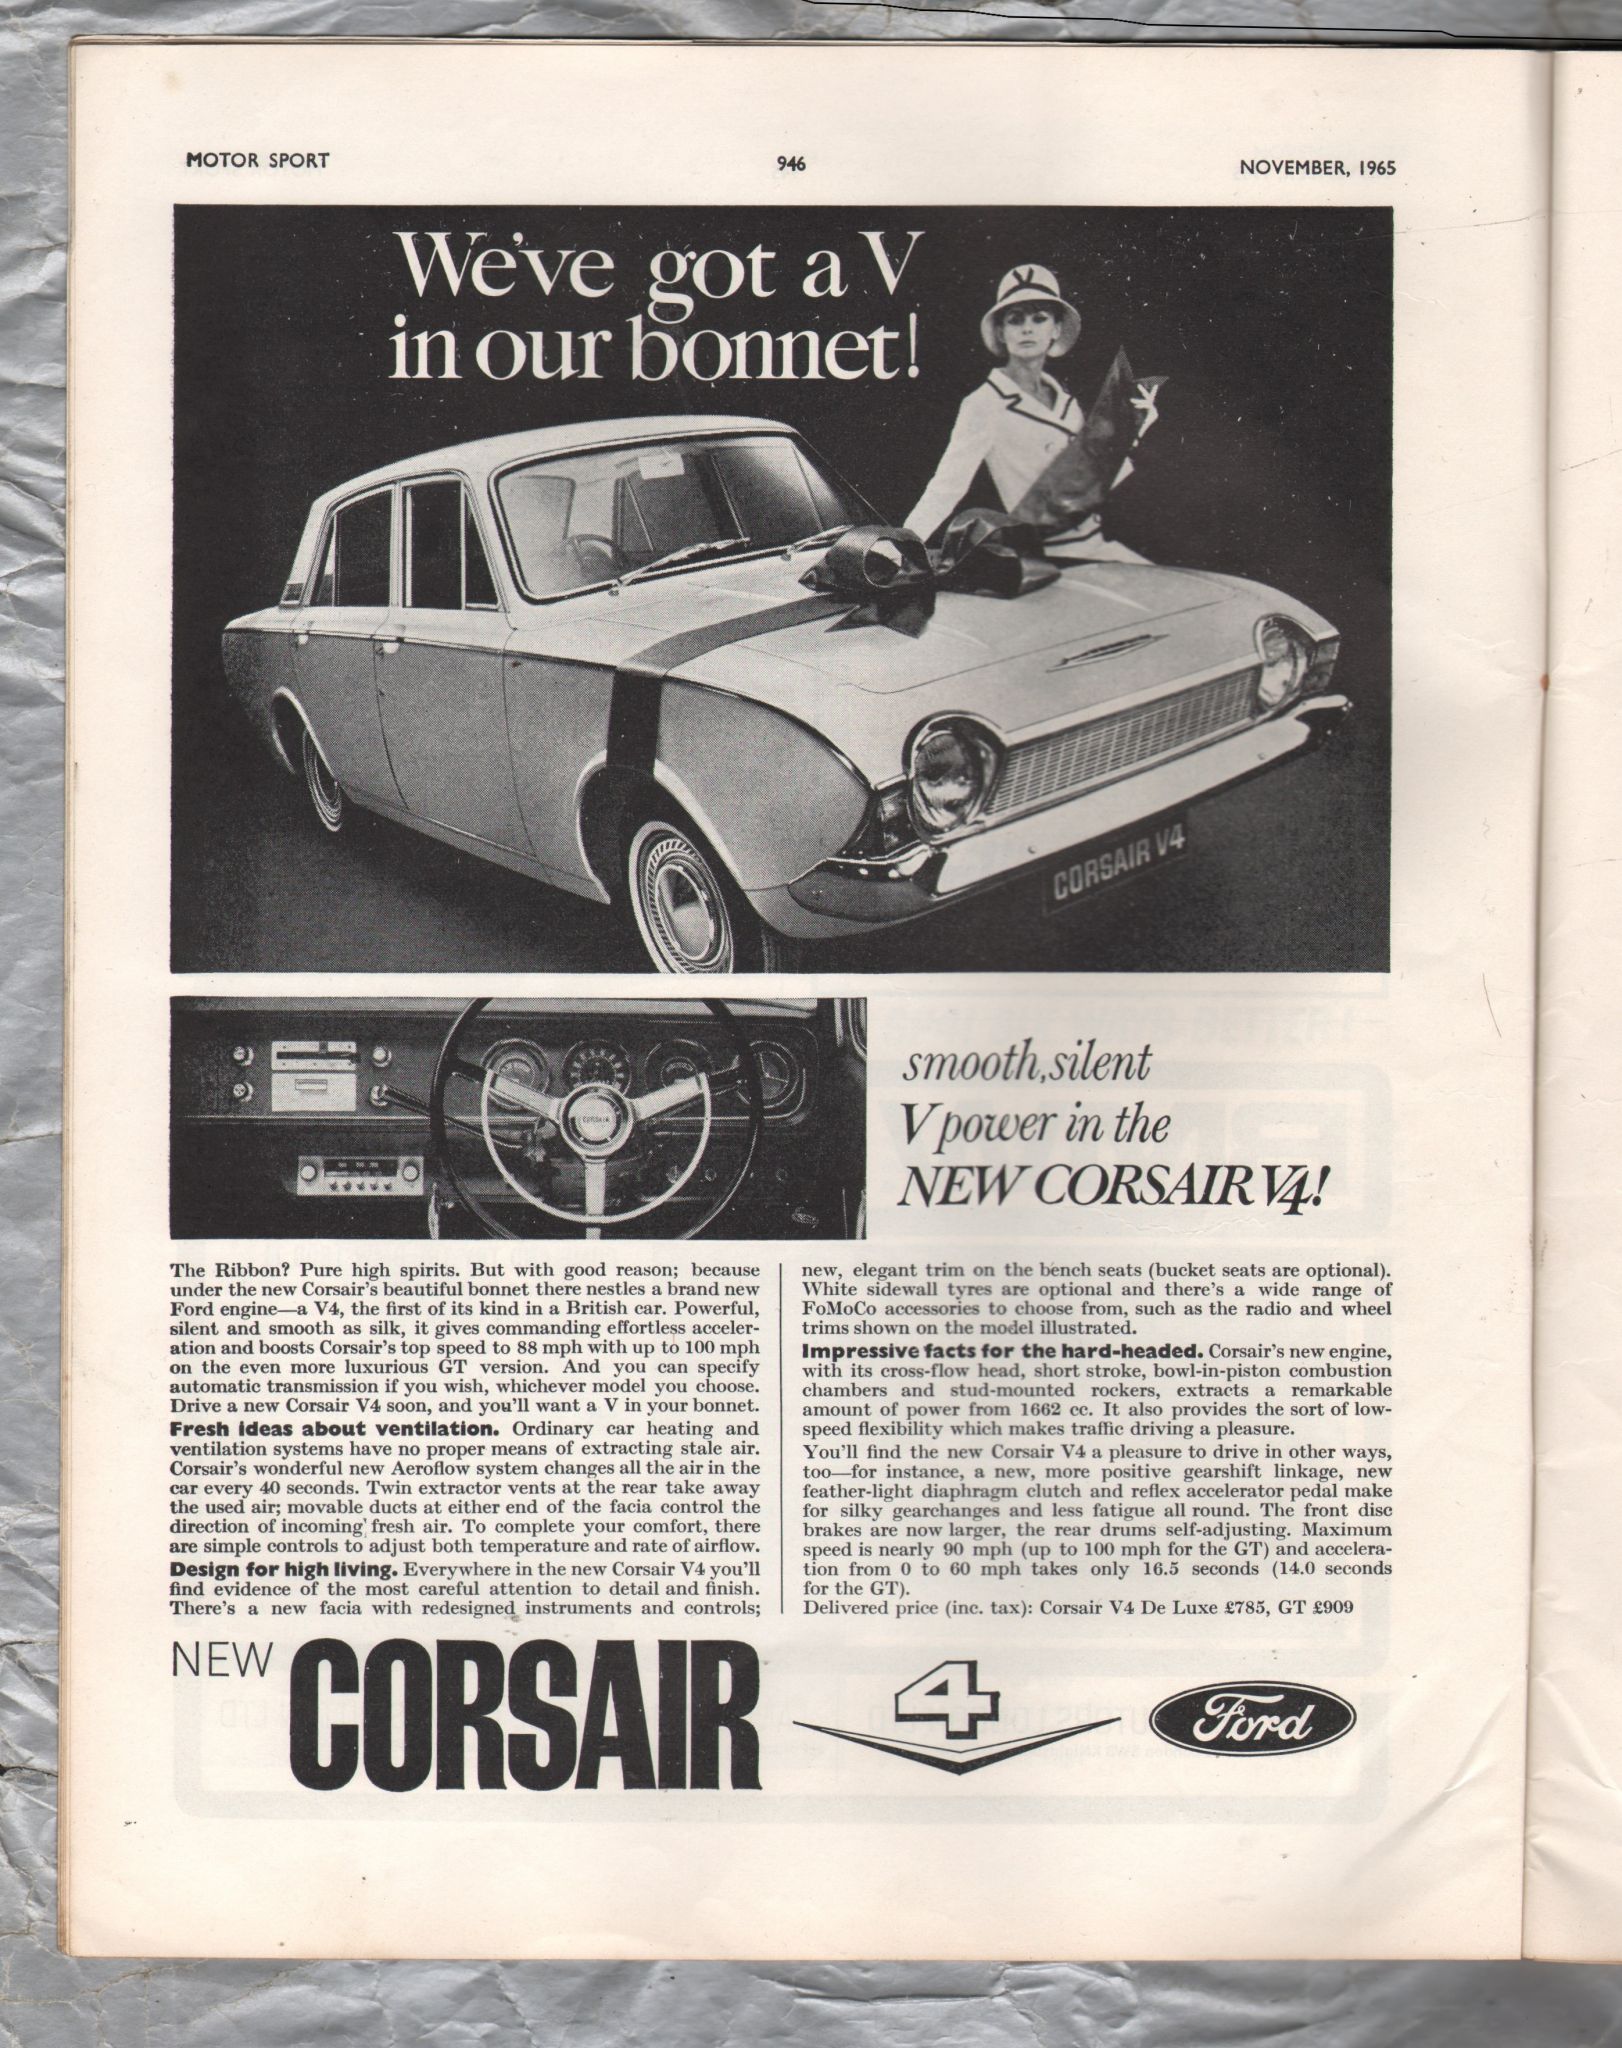 MOTOR SPORT
946
NOVEMBER, 1965
We've got a V
in our bonnet!
V
CORSAIR V4
CORSAIR
smooth, silent
V power in the
NEW CORSAIR V4!
The Ribbon? Pure high spirits. But with good reason; because
under the new Corsair's beautiful bonnet there nestles a brand new
Ford engine—a V4, the first of its kind in a British car. Powerful,
silent and smooth as silk, it gives commanding effortless acceler-
ation and boosts Corsair's top speed to 88 mph with up to 100 mph
on the even more luxurious GT version. And you can specify
automatic transmission if you wish, whichever model you choose.
Drive a new Corsair V4 soon, and you'll want a V in your bonnet.
Fresh ideas about ventilation. Ordinary car heating and
ventilation systems have no proper means of extracting stale air.
Corsair's wonderful new Aeroflow system changes all the air in the
car every 40 seconds. Twin extractor vents at the rear take away
the used air; movable ducts at either end of the facia control the
direction of incoming fresh air. To complete your comfort, there
are simple controls to adjust both temperature and rate of airflow.
Design for high living. Everywhere in the new Corsair V4 you'll
find evidence of the most careful attention to detail and finish.
There's a new facia with redesigned instruments and controls;
new, elegant trim on the bench seats (bucket seats are optional).
White sidewall tyres are optional and there's a wide range of
FoMoCo accessories to choose from, such as the radio and wheel
trims shown on the model illustrated.
Impressive facts for the hard-headed. Corsair's new engine,
with its cross-flow head, short stroke, bowl-in-piston combustion
chambers and stud-mounted rockers, extracts a remarkable
amount of power from 1662 cc. It also provides the sort of low-
speed flexibility which makes traffic driving a pleasure.
You'll find the new Corsair V4 a pleasure to drive in other ways,
too—for instance, a new, more positive gearshift linkage, new
feather-light diaphragm clutch and reflex accelerator pedal make
for silky gearchanges and less fatigue all round. The front disc
brakes are now larger, the rear drums self-adjusting. Maximum
speed is nearly 90 mph (up to 100 mph for the GT) and accelera-
tion from 0 to 60 mph takes only 16.5 seconds (14.0 seconds
for the GT).
Delivered price (inc. tax): Corsair V4 De Luxe £785, GT £909
NEW CORSAIR
4
Ford